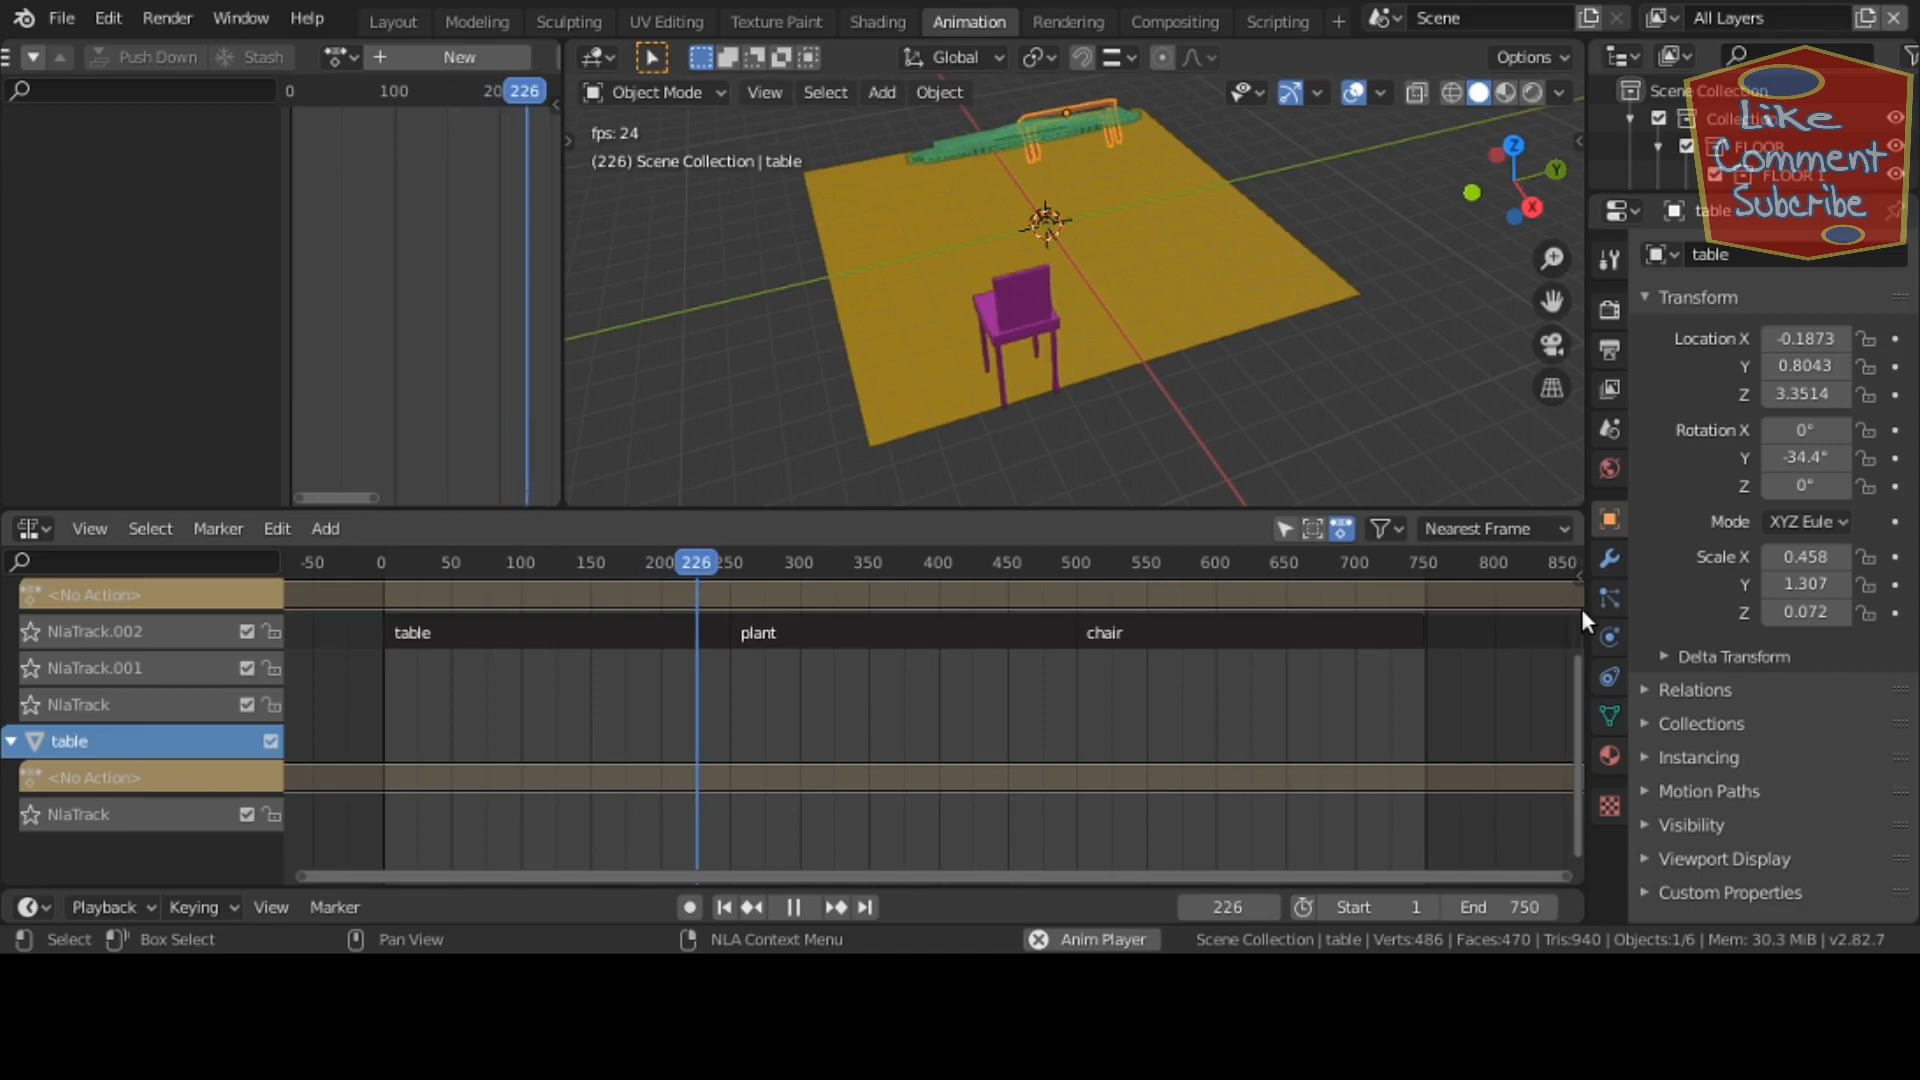 File Edit Render Window Help Layout Modeling Sculpting UV Editing Texture Paint Shading Animation Rendering Compositing Scripting + Scene All Layers
Push Down Stash + New
0 100 20 226
Global Options
Object Mode View Select Add Object
fps: 24
(226) Scene Collection | table
Z Y X
Scene Collection
Collecti
FLOOR
FLOOR 1
Like
Comment
Subcribe
table
table
Transform
Location X -0.1873
Y 0.8043
Z 3.3514
Rotation X 0°
Y -34.4°
Z 0°
Mode XYZ Eule
Scale X 0.458
Y 1.307
Z 0.072
Delta Transform
Relations
Collections
Instancing
Motion Paths
Visibility
Viewport Display
Custom Properties
View Select Marker Edit Add Nearest Frame
-50 0 50 100 150 200 226 250 300 350 400 450 500 550 600 650 700 750 800 850
<No Action>
NlaTrack.002 table plant chair
NlaTrack.001
NlaTrack
table
<No Action>
NlaTrack
Playback Keying View Marker 226 Start 1 End 750
Select Box Select Pan View NLA Context Menu Anim Player Scene Collection | table | Verts:486 | Faces:470 | Tris:940 | Objects:1/6 | Mem: 30.3 MiB | v2.82.7